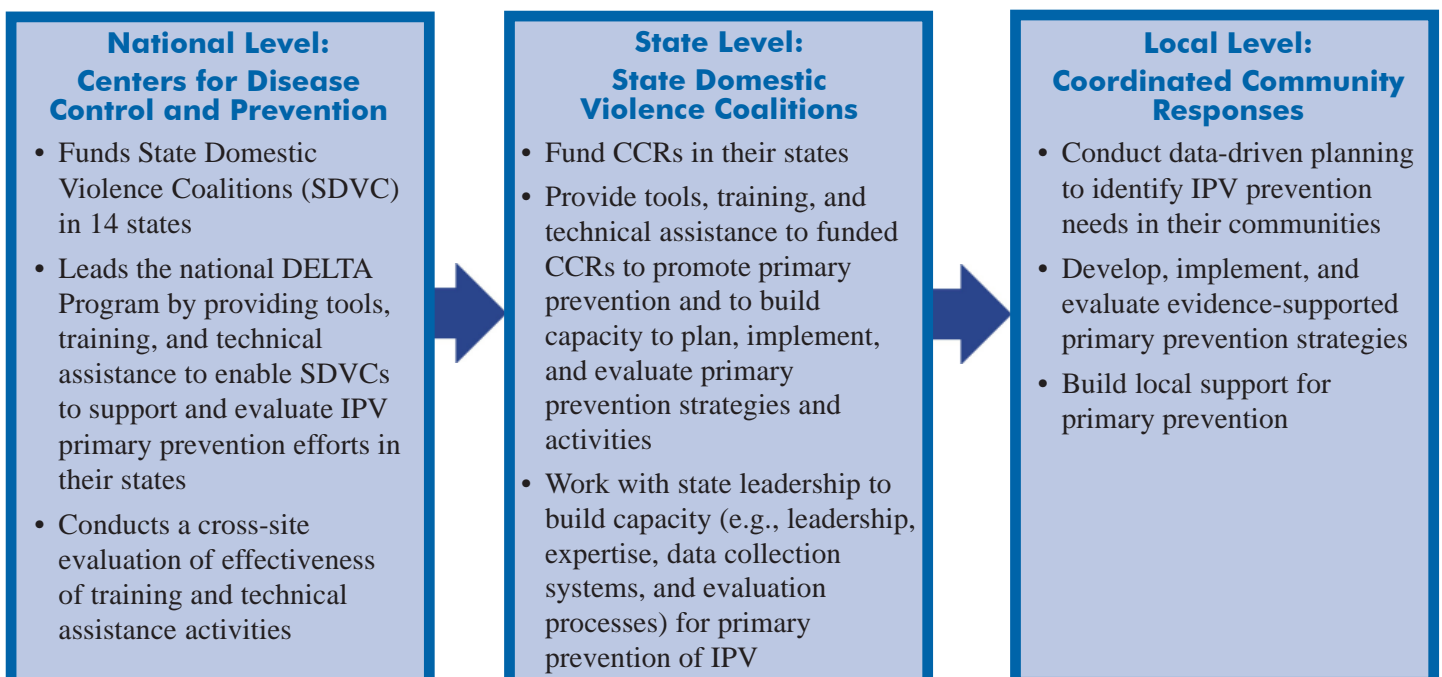 National Level:
Centers for Disease
Control and Prevention
• Funds State Domestic
Violence Coalitions (SDVC)
in 14 states
• Leads the national DELTA
Program by providing tools,
training, and technical
assistance to enable SDVCs
to support and evaluate IPV
primary prevention efforts in
their states
• Conducts a cross-site
evaluation of effectiveness
of training and technical
assistance activities
State Level:
State Domestic
Violence Coalitions
• Fund CCRs in their states
• Provide tools, training, and
technical assistance to funded
CCRs to promote primary
prevention and to build
capacity to plan, implement,
and evaluate primary
prevention strategies and
activities
• Work with state leadership to
build capacity (e.g., leadership,
expertise, data collection
systems, and evaluation
processes) for primary
prevention of IPV
Local Level:
Coordinated Community
Responses
• Conduct data-driven planning
to identify IPV prevention
needs in their communities
• Develop, implement, and
evaluate evidence-supported
primary prevention strategies
• Build local support for
primary prevention